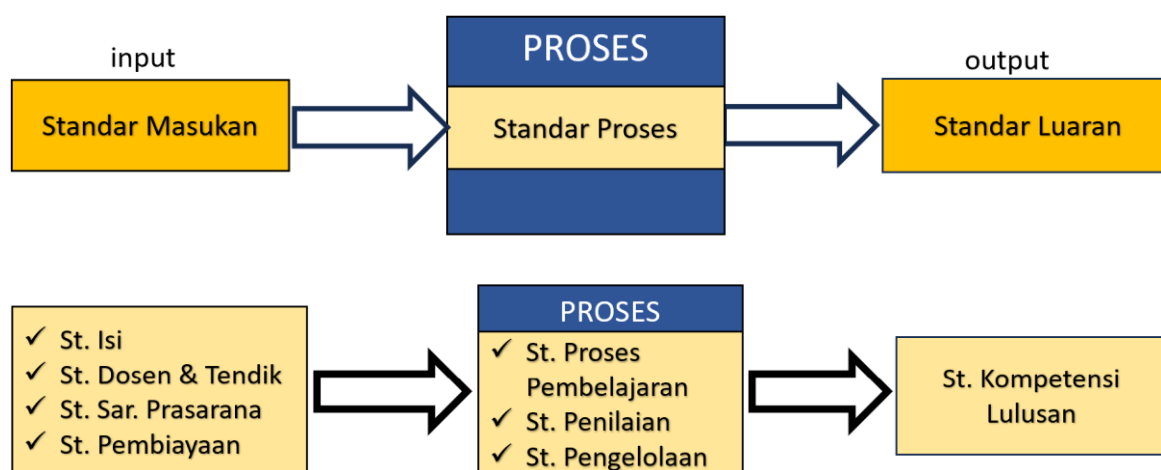 input
PROSES
output
Standar Masukan
Standar Proses
Standar Luaran
✓ St. Isi
✓ St. Dosen & Tendik
✓ St. Sar. Prasarana
✓ St. Pembiayaan
PROSES
✓ St. Proses
Pembelajaran
✓ St. Penilaian
✓ St. Pengelolaan
St. Kompetensi
Lulusan